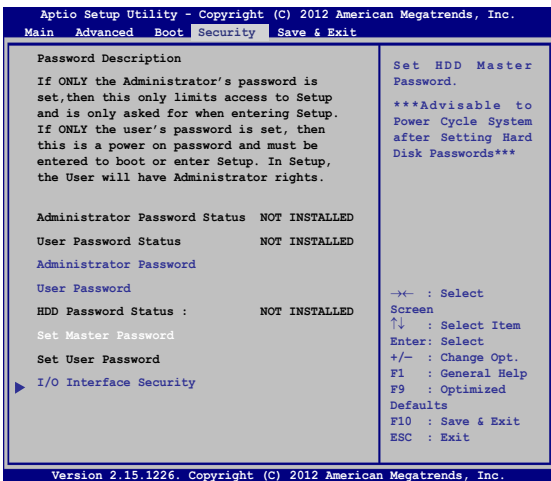 Aptio Setup Utility - Copyright (C) 2012 American Megatrends, Inc.
Main Advanced Boot Security Save & Exit
Password Description
If ONLY the Administrator's password is
set,then this only limits access to Setup
and is only asked for when entering Setup.
If ONLY the user's password is set, then
this is a power on password and must be
entered to boot or enter Setup. In Setup,
the User will have Administrator rights.
Administrator Password Status NOT INSTALLED
User Password Status NOT INSTALLED
Administrator Password
User Password
HDD Password Status : NOT INSTALLED
Set Master Password
Set User Password
I/O Interface Security
Set HDD Master
Password.
***Advisable to
Power Cycle System
after Setting Hard
Disk Passwords***
→← : Select
Screen
↑↓ : Select Item
Enter: Select
+/— : Change Opt.
F1 : General Help
F9 : Optimized
Defaults
F10 : Save & Exit
ESC : Exit
Version 2.15.1226. Copyright (C) 2012 American Megatrends, Inc.